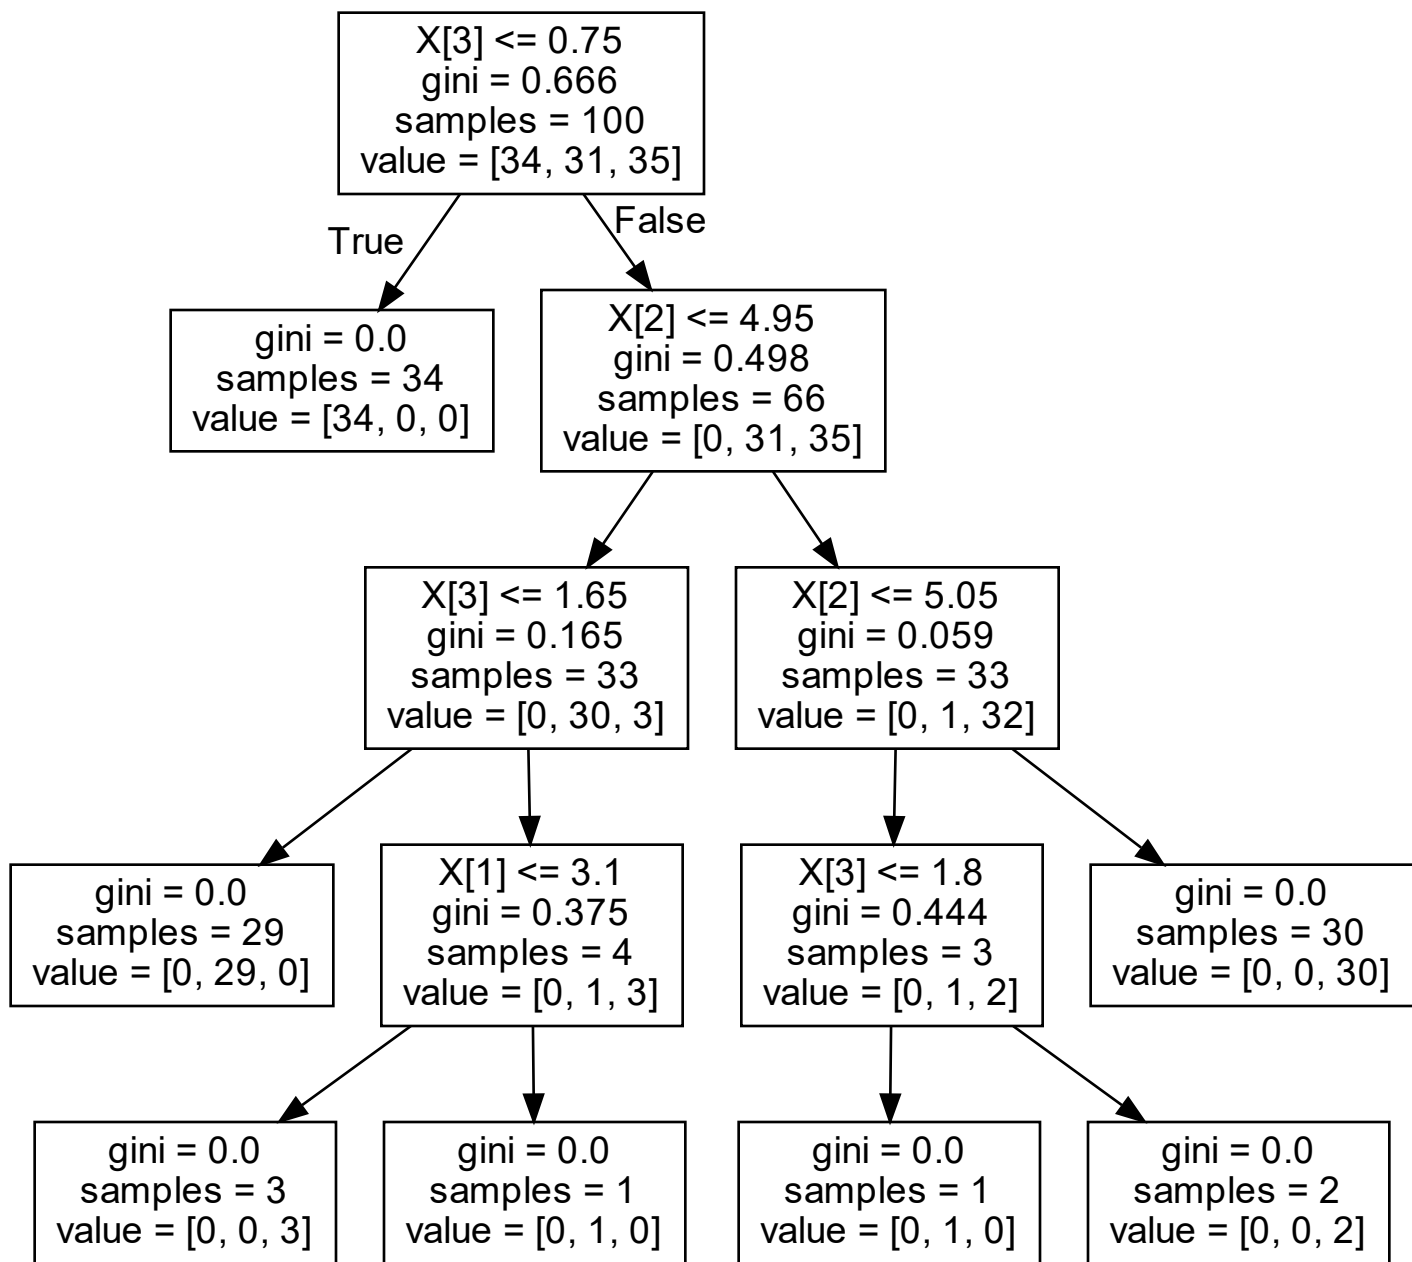 X[3] <= 0.75
gini = 0.666
samples = 100
value = [34, 31, 35]
True
False
gini = 0.0
samples = 34
value = [34, 0, 0]
X[2] <= 4.95
gini = 0.498
samples = 66
value = [0, 31, 35]
X[3] <= 1.65
gini = 0.165
samples = 33
value = [0, 30, 3]
X[2] <= 5.05
gini = 0.059
samples = 33
value = [0, 1, 32]
gini = 0.0
samples = 29
value = [0, 29, 0]
X[1] <= 3.1
gini = 0.375
samples = 4
value = [0, 1, 3]
X[3] <= 1.8
gini = 0.444
samples = 3
value = [0, 1, 2]
gini = 0.0
samples = 30
value = [0, 0, 30]
gini = 0.0
samples = 3
value = [0, 0, 3]
gini = 0.0
samples = 1
value = [0, 1, 0]
gini = 0.0
samples = 1
value = [0, 1, 0]
gini = 0.0
samples = 2
value = [0, 0, 2]